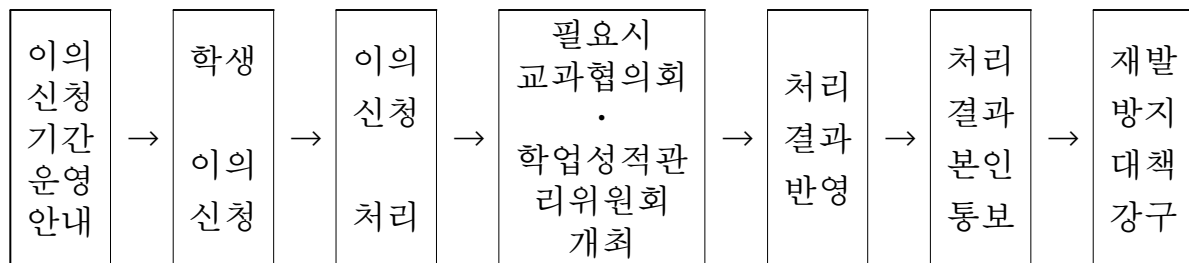 이의
신청
기간
운영
안내
→
학생
이의
신청
→
이의
신청
처리
→
필요시
교과협의회
·
학업성적관
리위원회
개최
→
처리
결과
반영
→
처리
결과
본인
통보
→
재발
방지
대책
강구